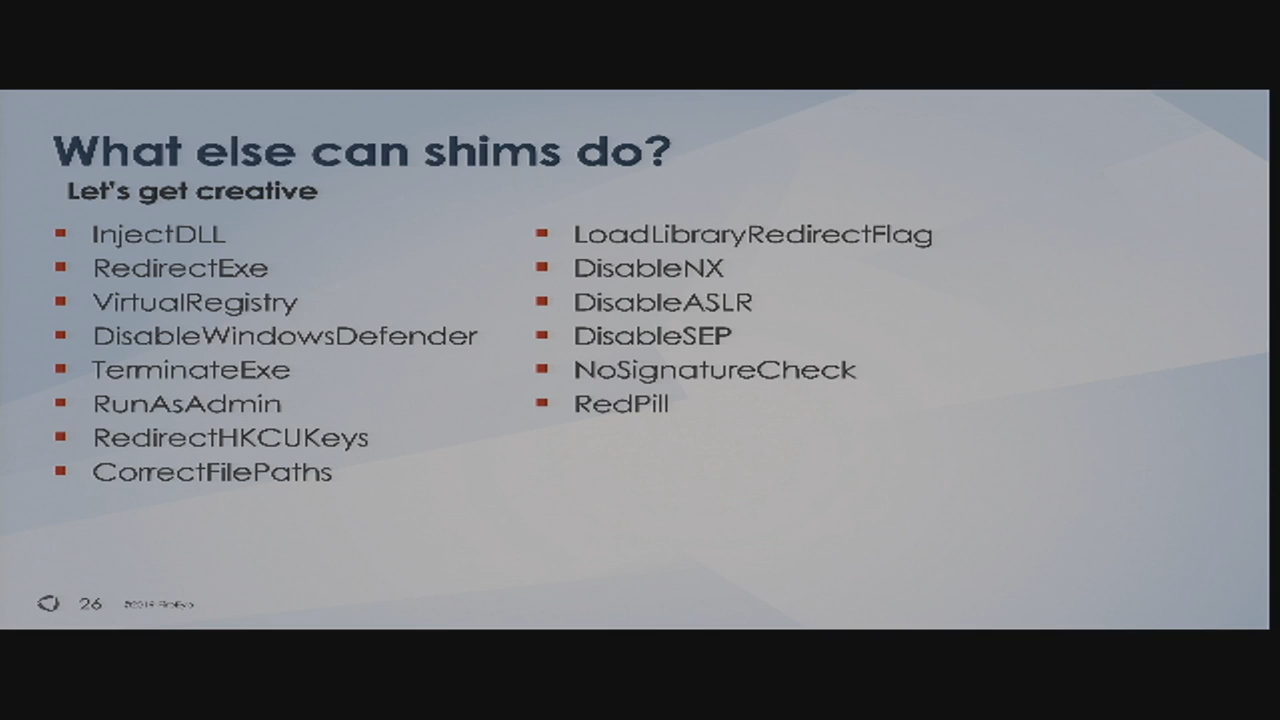 What else can shims do?
Let's get creative
InjectDLL
RedirectExe
VirtualRegistry
DisableWindowsDefender
TerminateExe
RunAsAdmin
RedirectHKCUKeys
CorrectFilePaths
LoadLibraryRedirectFlag
DisableNX
DisableASLR
DisableSEP
NoSignatureCheck
RedPill
26